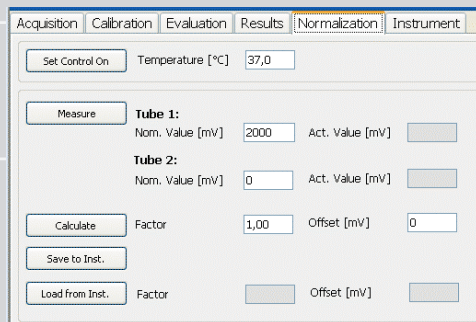 Acquisition Calibration Evaluation Results Normalization Instrument
Set Control On Temperature [°C] 37,0
Measure Tube 1:
Nom. Value [mV] 2000 Act. Value [mV]
Tube 2:
Nom. Value [mV] 0 Act. Value [mV]
Calculate Factor 1,00 Offset [mV] 0
Save to Inst.
Load from Inst. Factor Offset [mV]